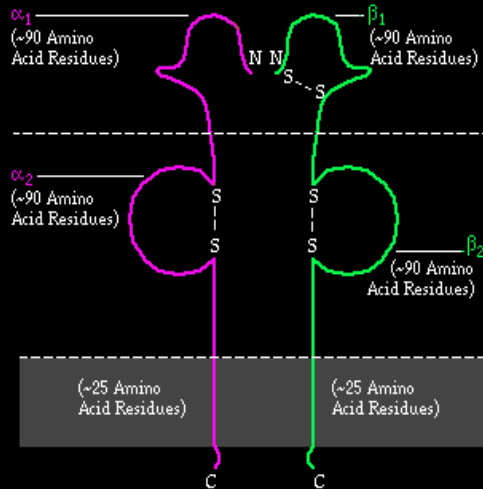 α1
(~90 Amino
Acid Residues)
β1
(~90 Amino
Acid Residues)
N N
S
S
α2
(~90 Amino
Acid Residues)
S S
S S
β2
(~90 Amino
Acid Residues)
(~25 Amino
Acid Residues)
(~25 Amino
Acid Residues)
C C